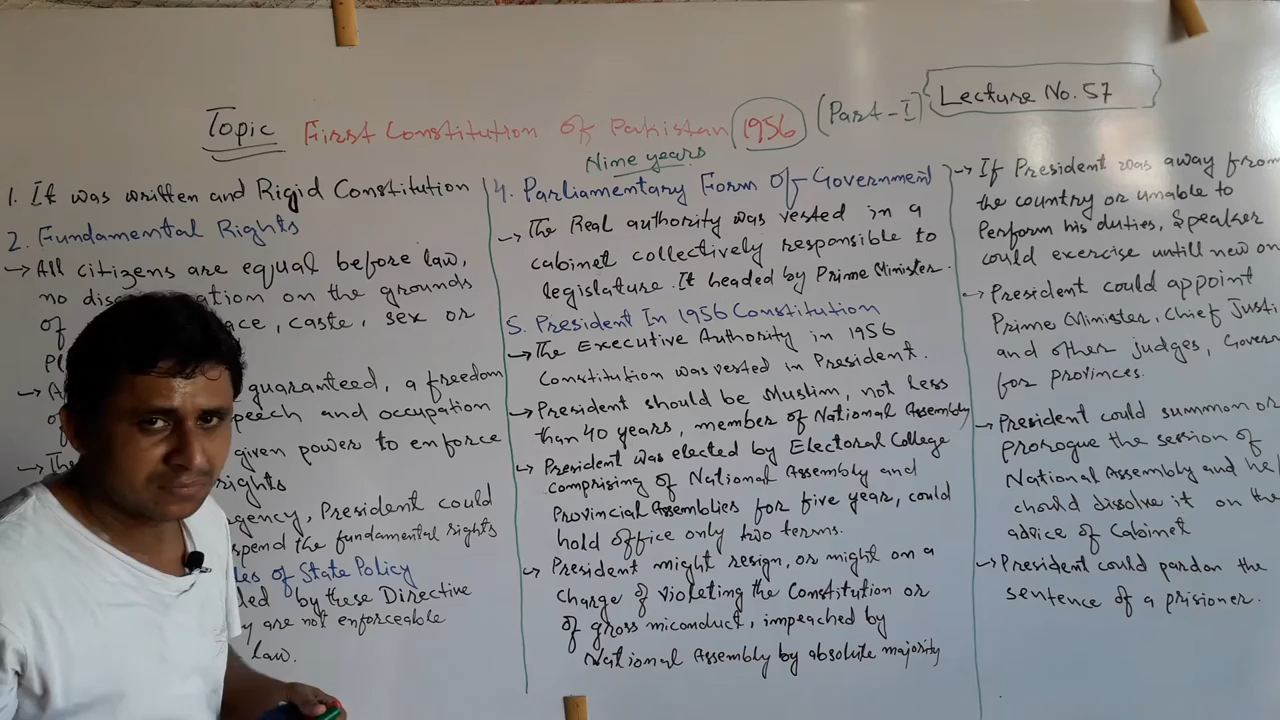 Lecture No. 57
Topic First Constitution of Pakistan 1956 (Part-I)
Nine years
1. It was written and Rigid Constitution
2. Fundamental Rights
→ All citizens are equal before law,
no ation on the grounds
of ace, caste, sex or
guaranteed, a freedom
of peech and occupation
→ The given power to enforce
rights
gency, President could
spend the fundamental rights
les of State Policy
led by these Directive
y are not enforceable
law.
4. Parliamentary Form of Government
→ The Real authority was vested in a
cabinet collectively responsible to
legislature. It headed by Prime Minister.
5. President In 1956 Constitution
→ The Executive Authority in 1956
Constitution was vested in President.
→ President should be Muslim, not less
than 40 years, member of National Assembly
→ President was elected by Electoral College
comprising of National Assembly and
Provincial Assemblies for five year, could
hold office only two terms.
→ President might resign, or might on a
charge of violating the Constitution or
of gross miconduct, impeached by
National Assembly by absolute majority
→ If President was away from
the country or unable to
Perform his duties, Speaker
could exercise untill new on
→ President could appoint
Prime Minister, Chief Justi
and other judges, Govern
for provinces.
→ President could summon or
prorogue the session of
National Assembly and he
should dissolve it on the
advice of Cabinet
→ President could pardon the
sentence of a prisioner.